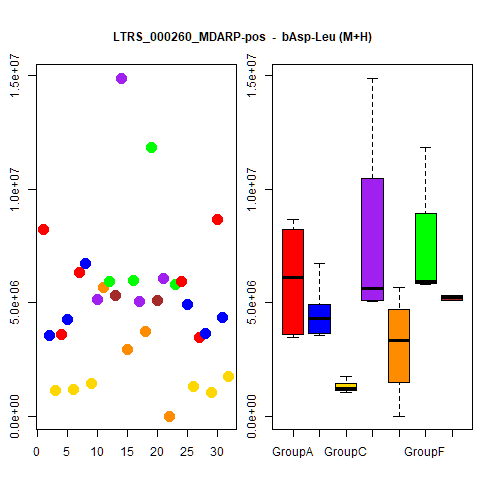 LTRS_000260_MDARP-pos - bAsp-Leu (M+H)
1.5e+07
1.0e+07
5.0e+06
0.0e+00
0 5 10 15 20 25 30
1.5e+07
1.0e+07
5.0e+06
0.0e+00
GroupA GroupC GroupF